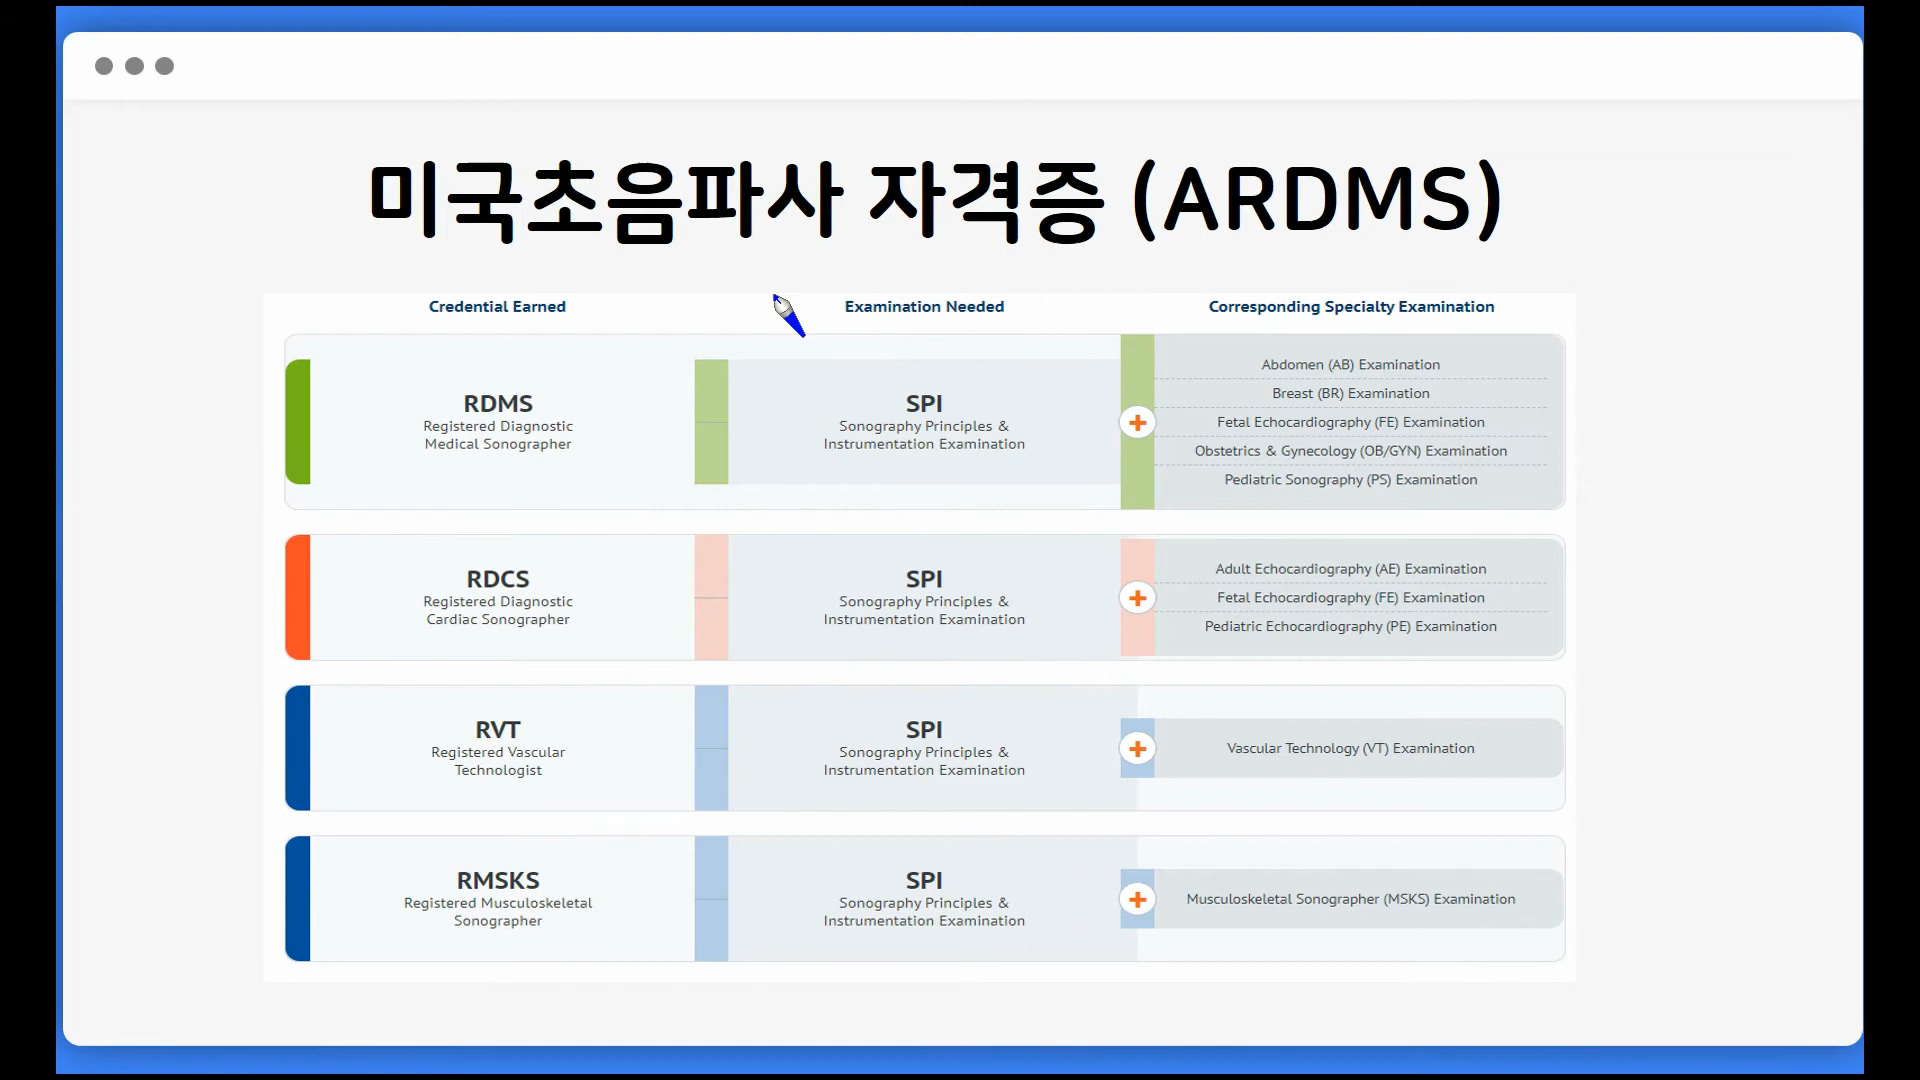 미국초음파사 자격증 (ARDMS)
Credential Earned
Examination Needed
Corresponding Specialty Examination
RDMS
Registered Diagnostic
Medical Sonographer
SPI
Sonography Principles &
Instrumentation Examination
Abdomen (AB) Examination
Breast (BR) Examination
Fetal Echocardiography (FE) Examination
Obstetrics & Gynecology (OB/GYN) Examination
Pediatric Sonography (PS) Examination
RDCS
Registered Diagnostic
Cardiac Sonographer
SPI
Sonography Principles &
Instrumentation Examination
Adult Echocardiography (AE) Examination
Fetal Echocardiography (FE) Examination
Pediatric Echocardiography (PE) Examination
RVT
Registered Vascular
Technologist
SPI
Sonography Principles &
Instrumentation Examination
Vascular Technology (VT) Examination
RMSKS
Registered Musculoskeletal
Sonographer
SPI
Sonography Principles &
Instrumentation Examination
Musculoskeletal Sonographer (MSKS) Examination